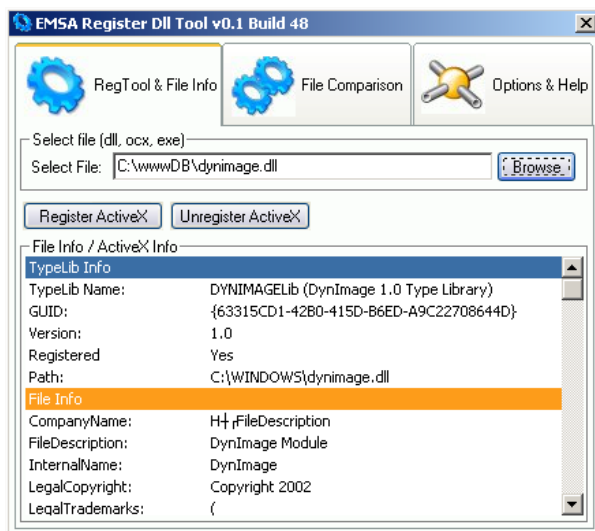 EMSA Register Dll Tool v0.1 Build 48
RegTool & File Info
File Comparison
Options & Help
Select file (dll, ocx, exe)
Select File: C:\wwwDB\dynimage.dll Browse
Register ActiveX Unregister ActiveX
File Info / ActiveX Info
TypeLib Info
TypeLib Name: DYNIMAGELib (DynImage 1.0 Type Library)
GUID: {63315CD1-42B0-415D-B6ED-A9C22708644D}
Version: 1.0
Registered Yes
Path: C:\WINDOWS\dynimage.dll
File Info
CompanyName: H┽┌FileDescription
FileDescription: DynImage Module
InternalName: DynImage
LegalCopyright: Copyright 2002
LegalTrademarks: (